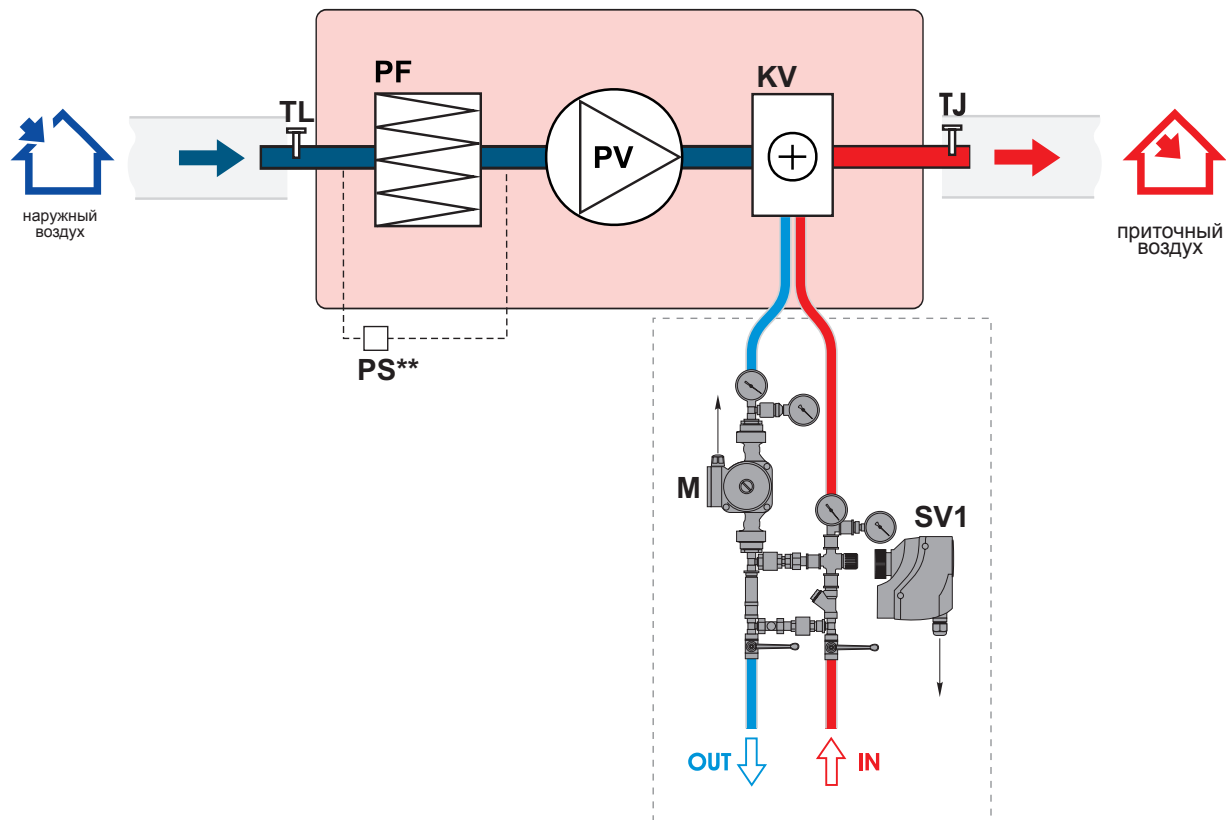 PF
KV
TL
TJ
PV
наружный
воздух
приточный
воздух
PS**
M
SV1
OUT
IN